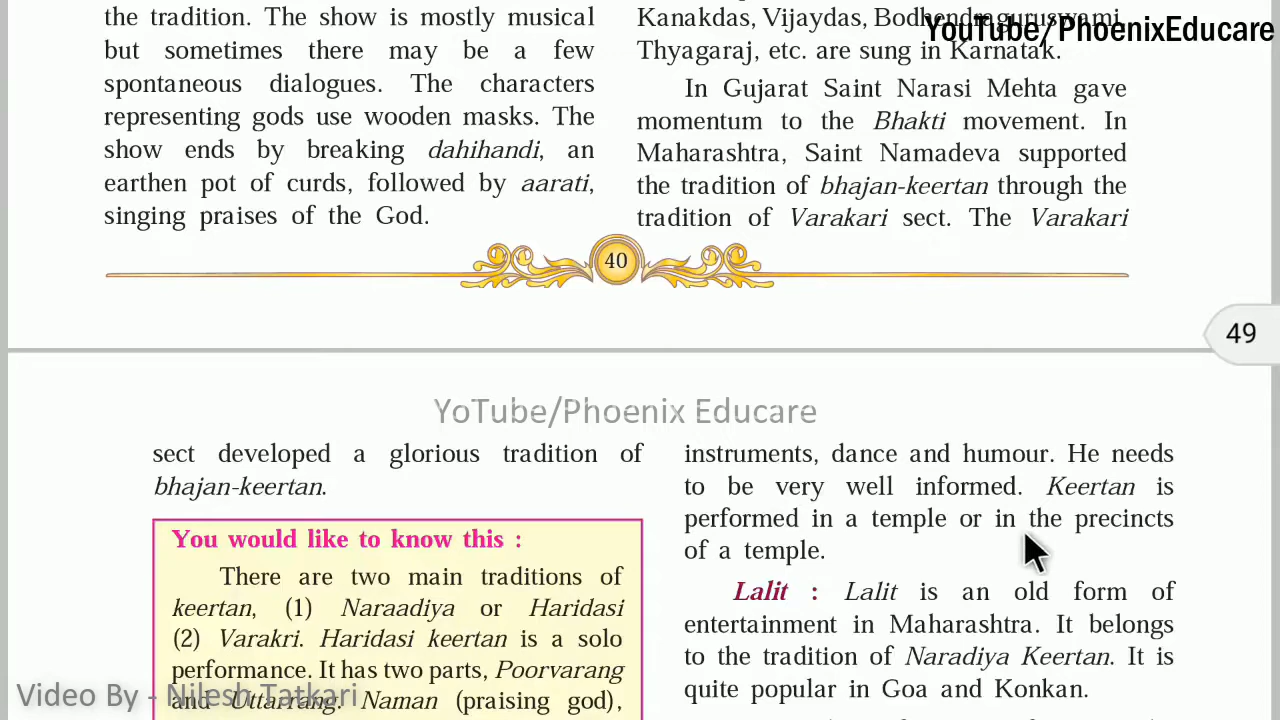 the tradition. The show is mostly musical
but sometimes there may be a few
spontaneous dialogues. The characters
representing gods use wooden masks. The
show ends by breaking dahihandi, an
earthen pot of curds, followed by aarati,
singing praises of the God.
Kanakdas, Vijaydas, Bodhendraguruswami,
YouTube/PhoenixEducare
Thyagaraj, etc. are sung in Karnatak.
In Gujarat Saint Narasi Mehta gave
momentum to the Bhakti movement. In
Maharashtra, Saint Namadeva supported
the tradition of bhajan-keertan through the
tradition of Varakari sect. The Varakari
40
49
YoTube/Phoenix Educare
sect developed a glorious tradition of
bhajan-keertan.
You would like to know this :
There are two main traditions of
keertan, (1) Naraadiya or Haridasi
(2) Varakri. Haridasi keertan is a solo
performance. It has two parts, Poorvarang
and Uttarrang. Naman (praising god),
instruments, dance and humour. He needs
to be very well informed. Keertan is
performed in a temple or in the precincts
of a temple.
Lalit : Lalit is an old form of
entertainment in Maharashtra. It belongs
to the tradition of Naradiya Keertan. It is
quite popular in Goa and Konkan.
Video By - Nilesh Tatkari